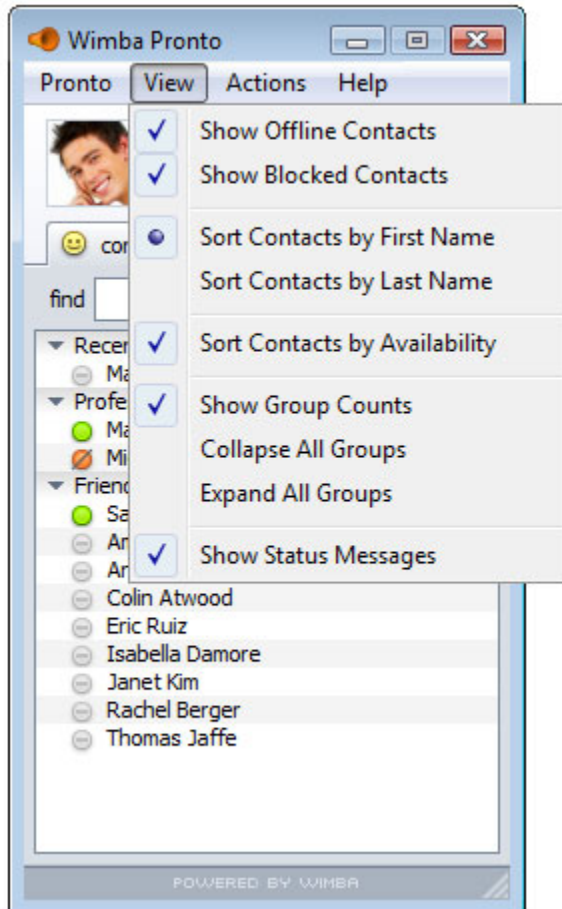 Wimba Pronto
Pronto View Actions Help
Show Offline Contacts
Show Blocked Contacts
Sort Contacts by First Name
Sort Contacts by Last Name
find
Sort Contacts by Availability
Show Group Counts
Collapse All Groups
Expand All Groups
Show Status Messages
Colin Atwood
Eric Ruiz
Isabella Damore
Janet Kim
Rachel Berger
Thomas Jaffe
POWERED BY WIMBA